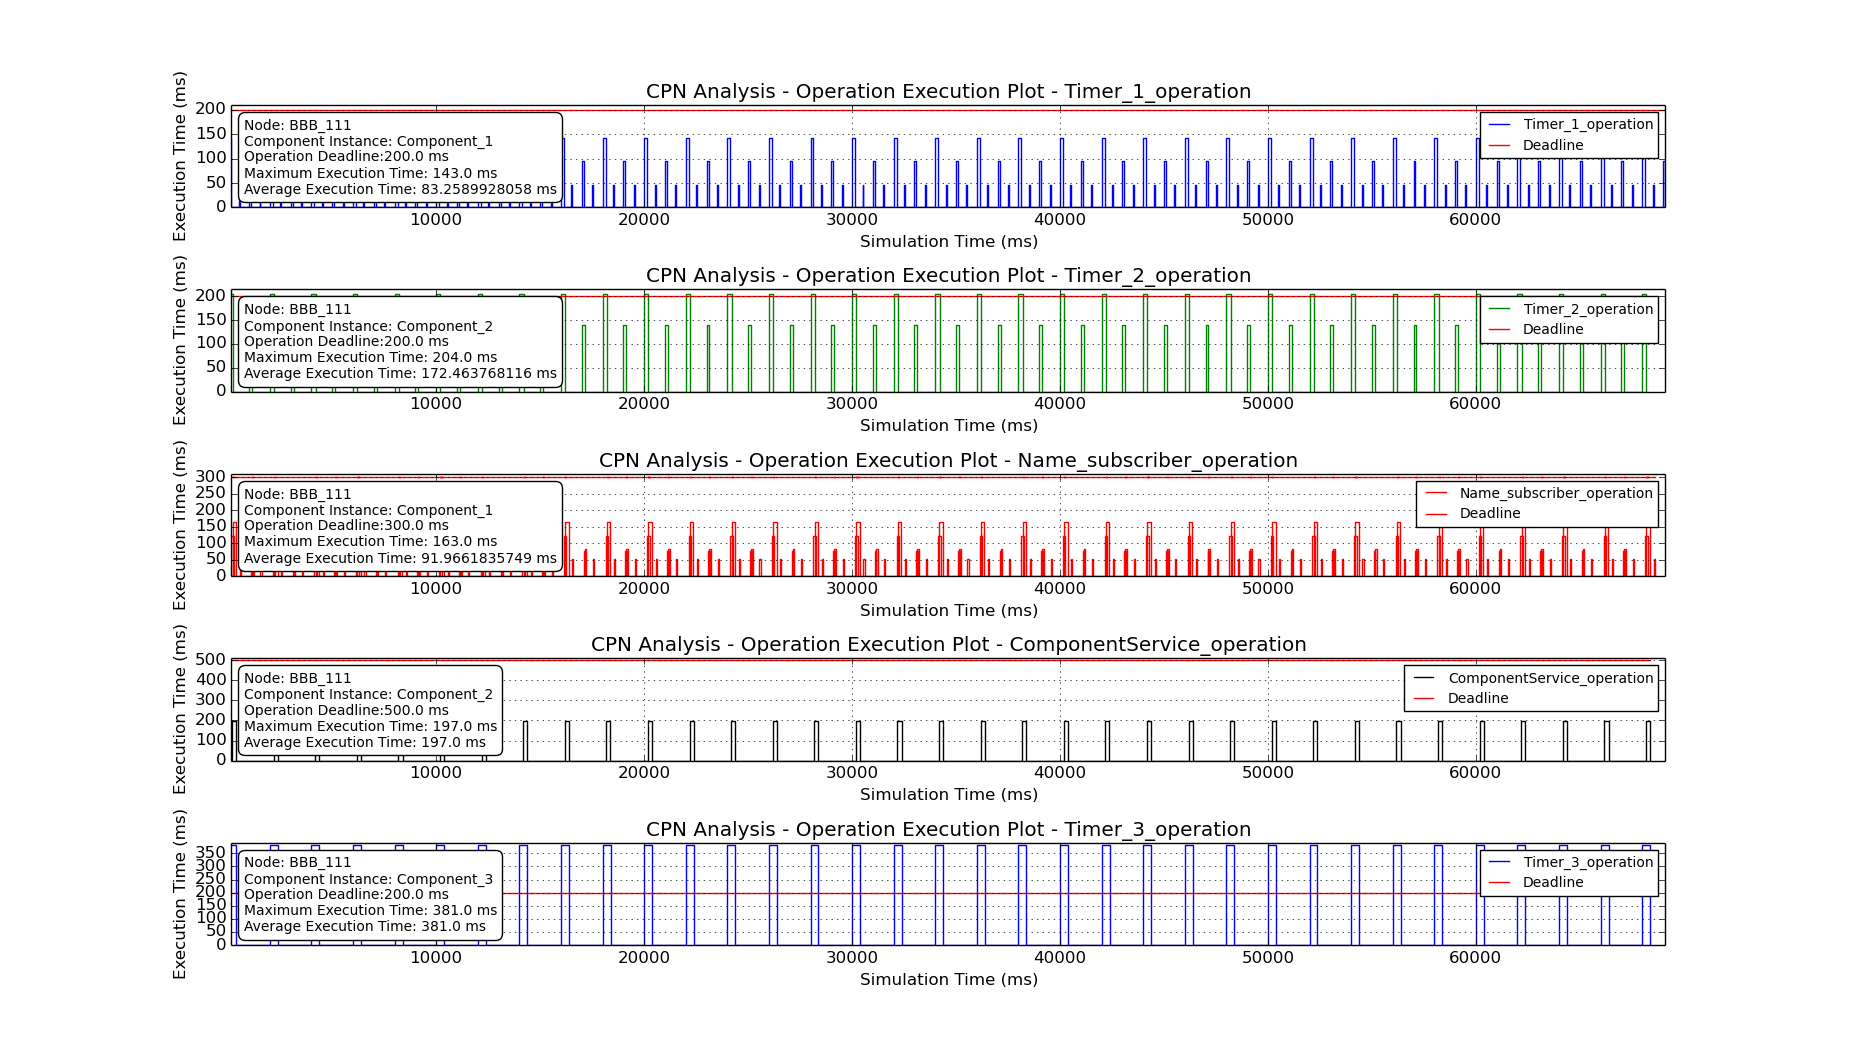 CPN Analysis - Operation Execution Plot - Timer_1_operation
Execution Time (ms)
200
150
100
50
0
Node: BBB_111
Component Instance: Component_1
Operation Deadline:200.0 ms
Maximum Execution Time: 143.0 ms
Average Execution Time: 83.2589928058 ms
Timer_1_operation
Deadline
10000 20000 30000 40000 50000 60000
Simulation Time (ms)
CPN Analysis - Operation Execution Plot - Timer_2_operation
Execution Time (ms)
200
150
100
50
0
Node: BBB_111
Component Instance: Component_2
Operation Deadline:200.0 ms
Maximum Execution Time: 204.0 ms
Average Execution Time: 172.463768116 ms
Timer_2_operation
Deadline
10000 20000 30000 40000 50000 60000
Simulation Time (ms)
CPN Analysis - Operation Execution Plot - Name_subscriber_operation
Execution Time (ms)
300
250
200
150
100
50
0
Node: BBB_111
Component Instance: Component_1
Operation Deadline:300.0 ms
Maximum Execution Time: 163.0 ms
Average Execution Time: 91.9661835749 ms
Name_subscriber_operation
Deadline
10000 20000 30000 40000 50000 60000
Simulation Time (ms)
CPN Analysis - Operation Execution Plot - ComponentService_operation
Execution Time (ms)
500
400
300
200
100
0
Node: BBB_111
Component Instance: Component_2
Operation Deadline:500.0 ms
Maximum Execution Time: 197.0 ms
Average Execution Time: 197.0 ms
ComponentService_operation
Deadline
10000 20000 30000 40000 50000 60000
Simulation Time (ms)
CPN Analysis - Operation Execution Plot - Timer_3_operation
Execution Time (ms)
350
300
250
200
150
100
50
0
Node: BBB_111
Component Instance: Component_3
Operation Deadline:200.0 ms
Maximum Execution Time: 381.0 ms
Average Execution Time: 381.0 ms
Timer_3_operation
Deadline
10000 20000 30000 40000 50000 60000
Simulation Time (ms)